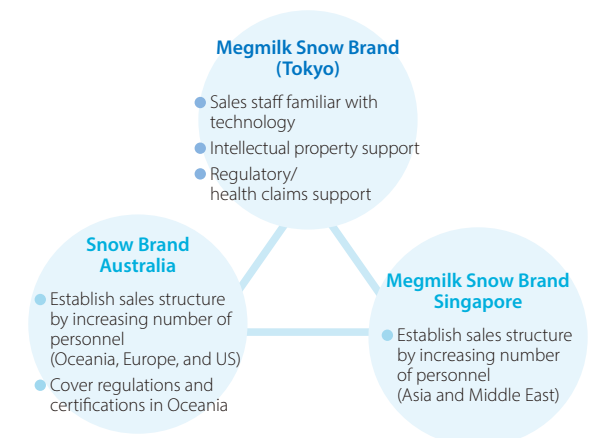 Megmilk Snow Brand
(Tokyo)
Sales staff familiar with
technology
Intellectual property support
Regulatory/
health claims support
Snow Brand
Australia
Establish sales structure
by increasing number of
personnel
(Oceania, Europe, and US)
Cover regulations and
certifications in Oceania
Megmilk Snow Brand
Singapore
Establish sales structure
by increasing number
of personnel
(Asia and Middle East)